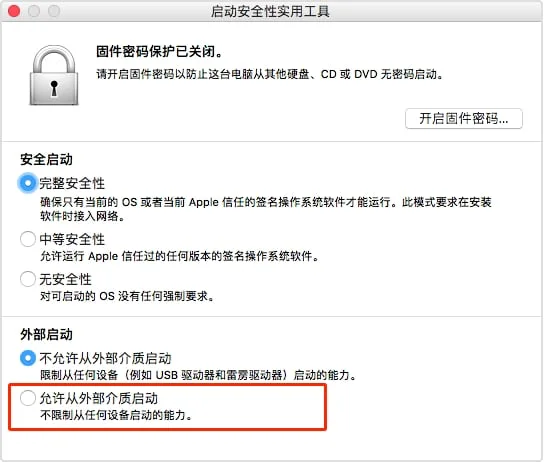 启动安全性实用工具
固件密码保护已关闭。
请开启固件密码以防止这台电脑从其他硬盘、CD 或 DVD 无密码启动。
开启固件密码...
安全启动
完整安全性
确保只有当前的 OS 或者当前 Apple 信任的签名操作系统软件才能运行。此模式要求在安装
软件时接入网络。
中等安全性
允许运行 Apple 信任过的任何版本的签名操作系统软件。
无安全性
对可启动的 OS 没有任何强制要求。
外部启动
不允许从外部介质启动
限制从任何设备（例如 USB 驱动器和雷雳驱动器）启动的能力。
允许从外部介质启动
不限制从任何设备启动的能力。